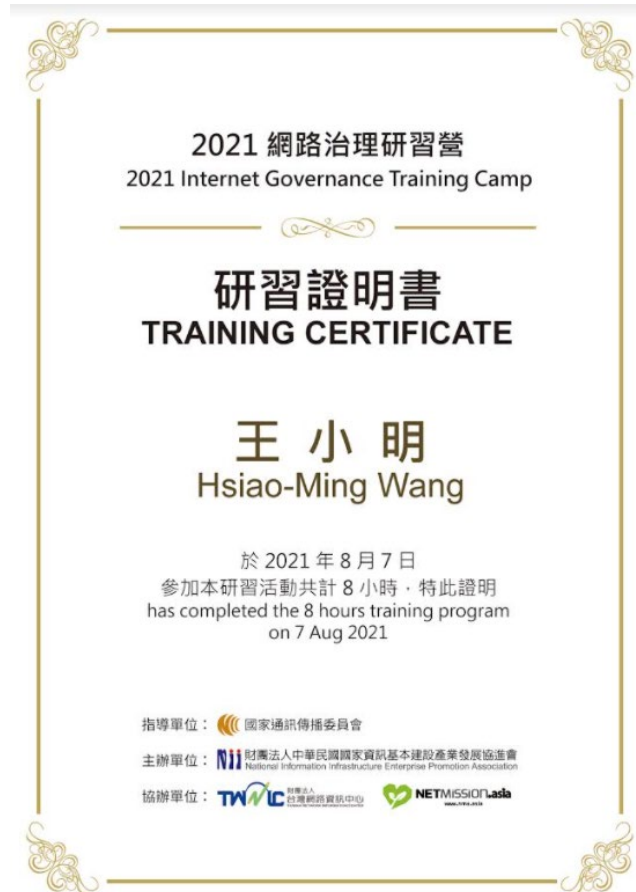 2021 網路治理研習營
2021 Internet Governance Training Camp
研習證明書
TRAINING CERTIFICATE
王小明
Hsiao-Ming Wang
於 2021 年 8 月 7 日
參加本研習活動共計 8 小時，特此證明
has completed the 8 hours training program
on 7 Aug 2021
指導單位： 國家通訊傳播委員會
主辦單位： NII 財團法人中華民國國家資訊基本建設產業發展協進會
National Information Infrastructure Enterprise Promotion Association
協辦單位： TWNIC 財團法人 台灣網路資訊中心 NETMISSION.asia